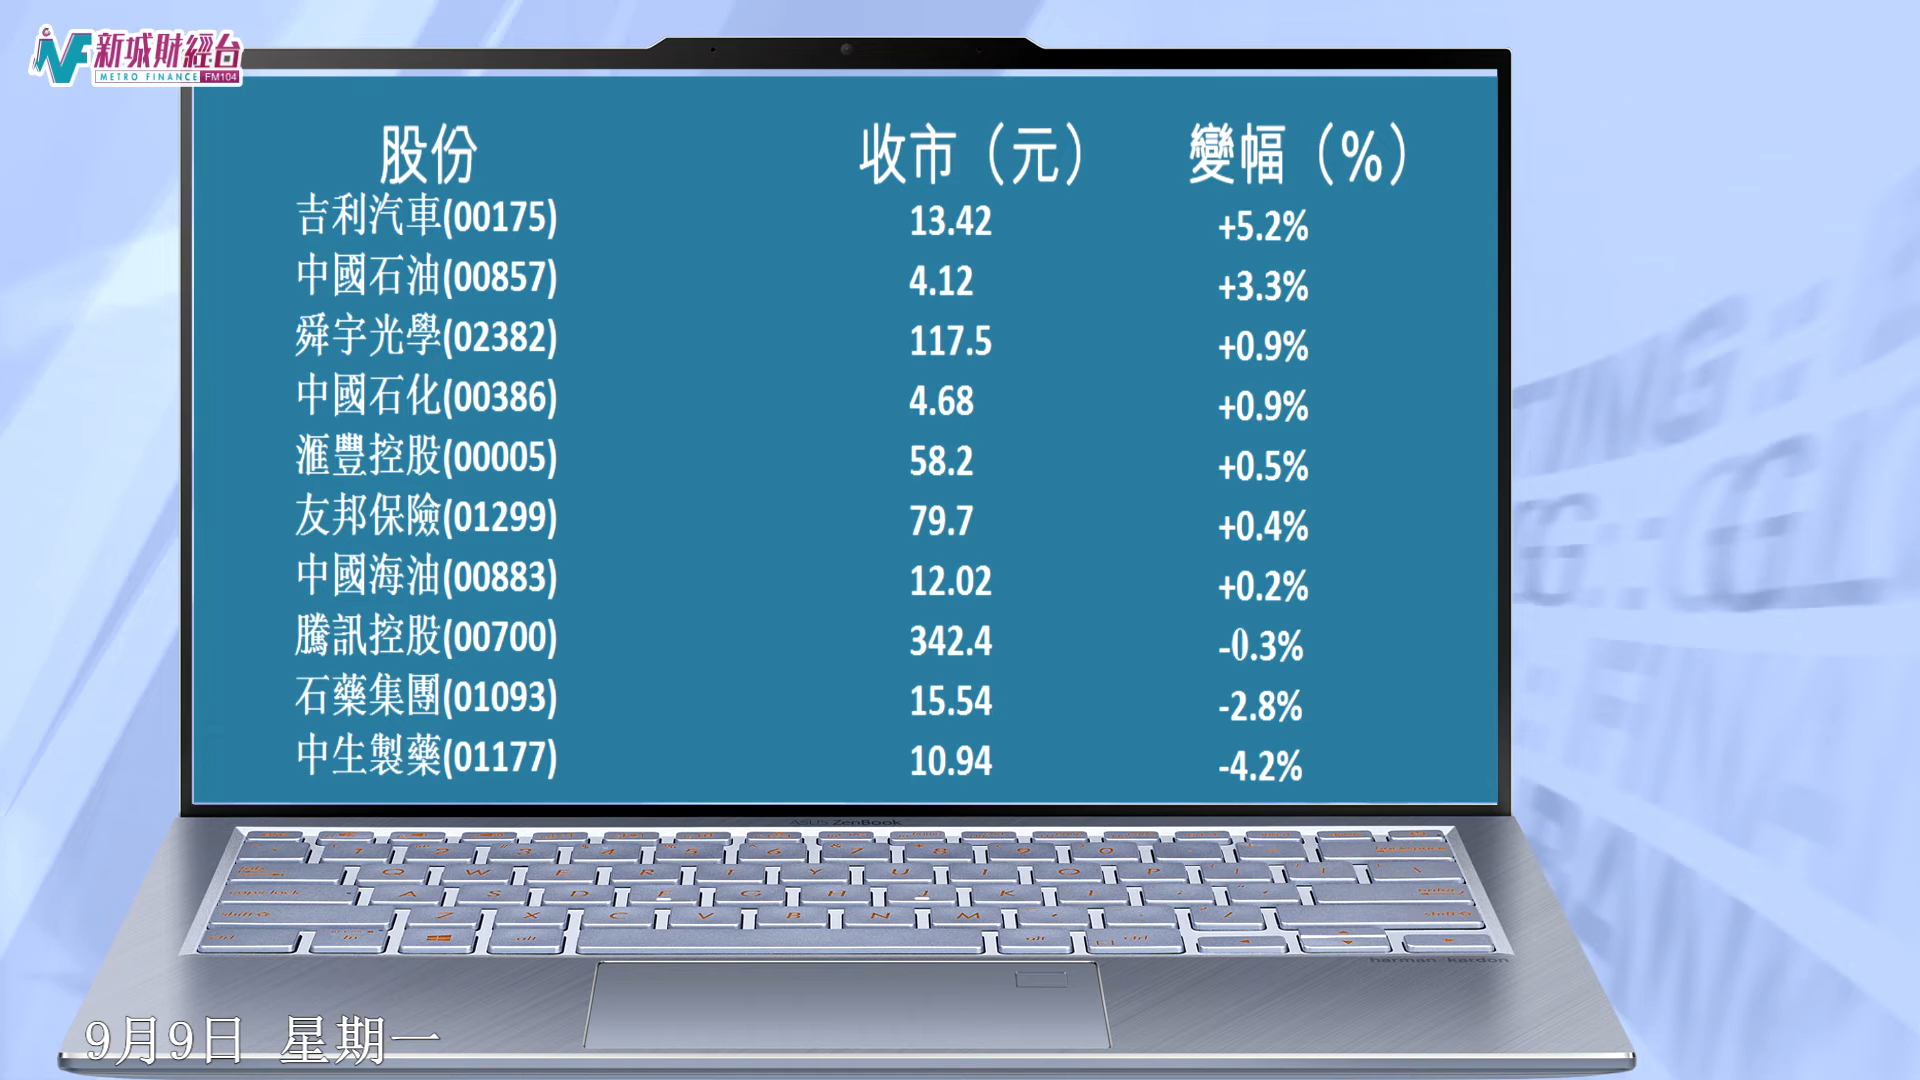 新城財經台
METRO FINANCE FM104
股份 收市（元） 變幅（%）
吉利汽車(00175) 13.42 +5.2%
中國石油(00857) 4.12 +3.3%
舜宇光學(02382) 117.5 +0.9%
中國石化(00386) 4.68 +0.9%
滙豐控股(00005) 58.2 +0.5%
友邦保險(01299) 79.7 +0.4%
中國海油(00883) 12.02 +0.2%
騰訊控股(00700) 342.4 -0.3%
石藥集團(01093) 15.54 -2.8%
中生製藥(01177) 10.94 -4.2%
ASUS ZenBook
harman kardon
9月9日 星期一